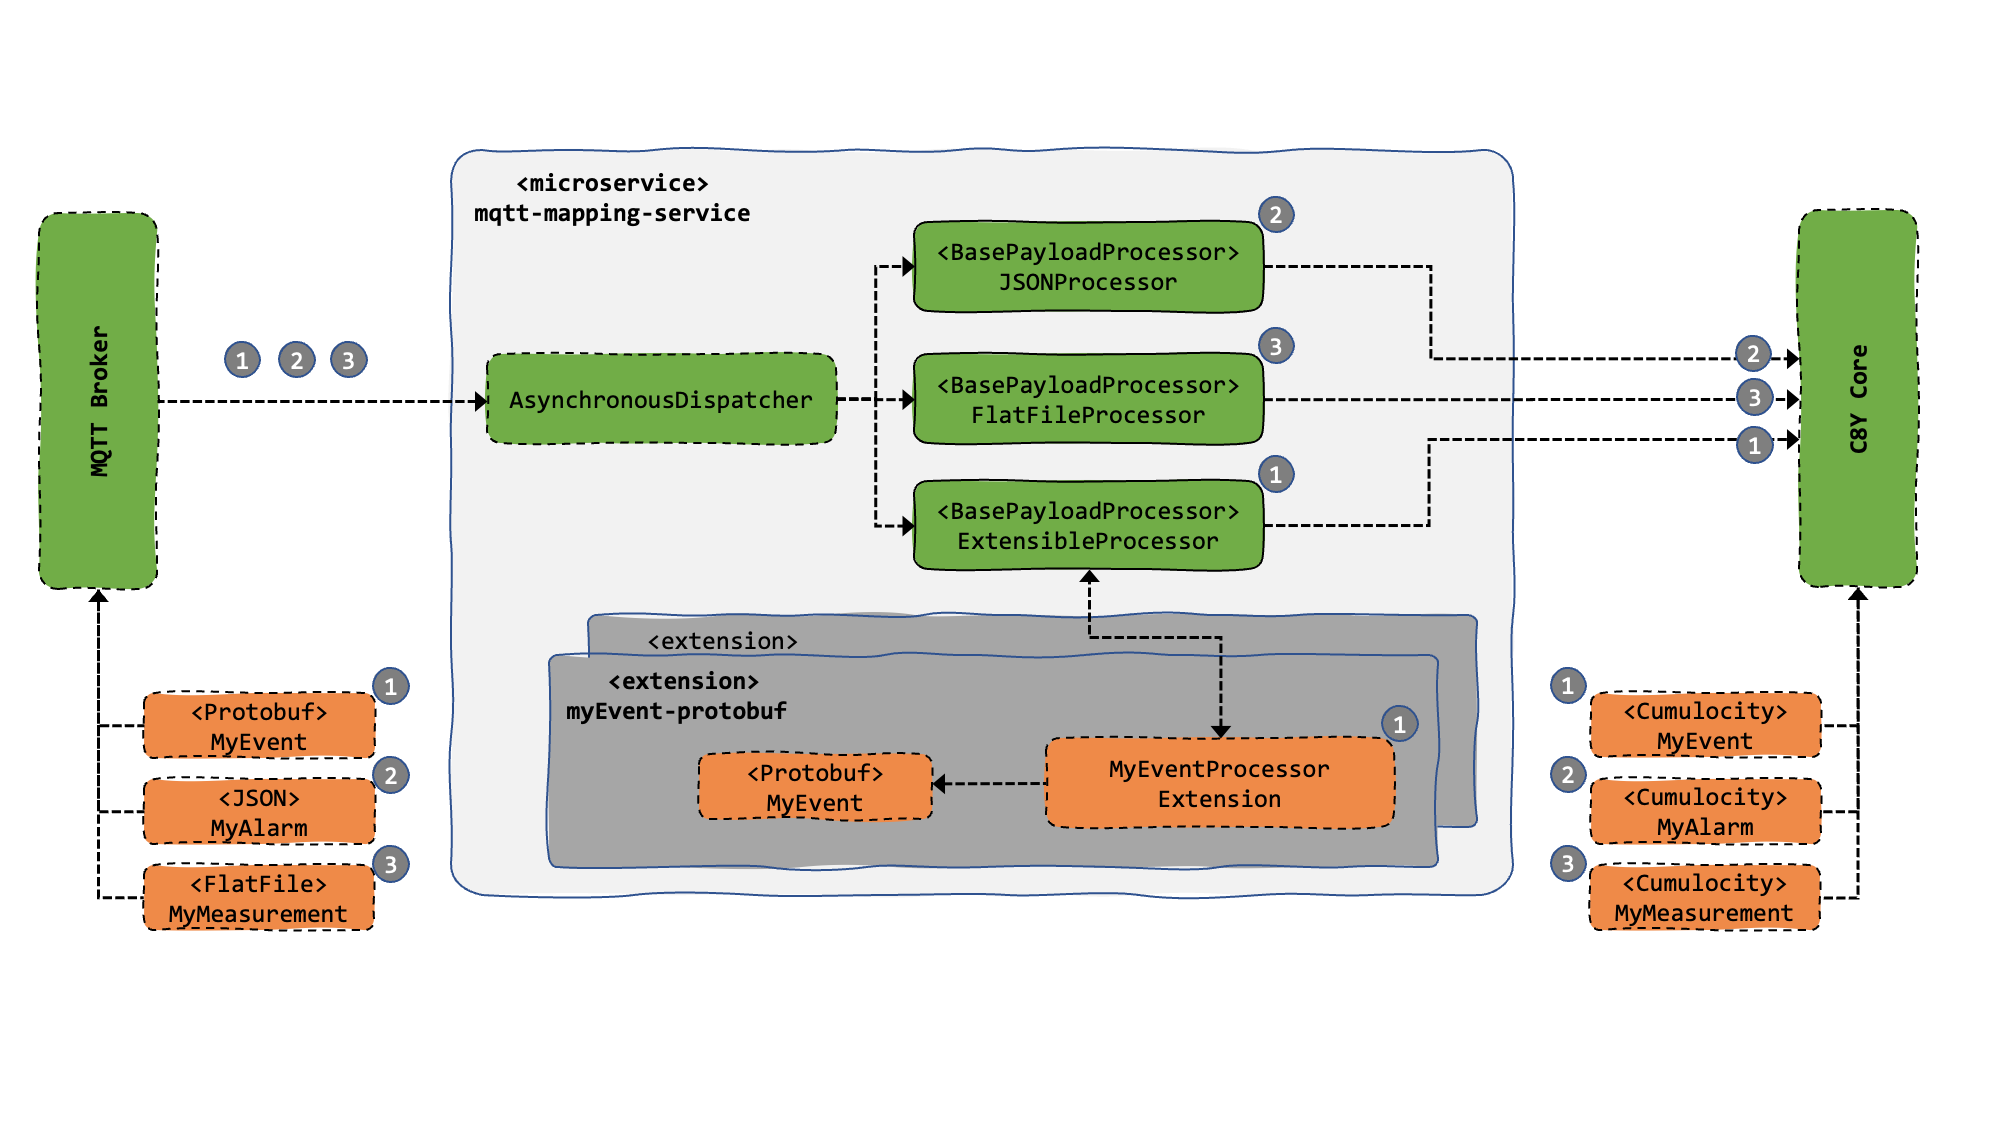 <microservice>
mqtt-mapping-service
2
<BasePayloadProcessor>
JSONProcessor
MQTT Broker
1 2 3
AsynchronousDispatcher
3
<BasePayloadProcessor>
FlatFileProcessor
1
<BasePayloadProcessor>
ExtensibleProcessor
2
3
1
C8Y Core
<extension>
<extension>
myEvent-protobuf
<Protobuf>
MyEvent
1
MyEventProcessor
Extension
1
<Protobuf>
MyEvent
2
<JSON>
MyAlarm
3
<FlatFile>
MyMeasurement
1
<Cumulocity>
MyEvent
2
<Cumulocity>
MyAlarm
3
<Cumulocity>
MyMeasurement